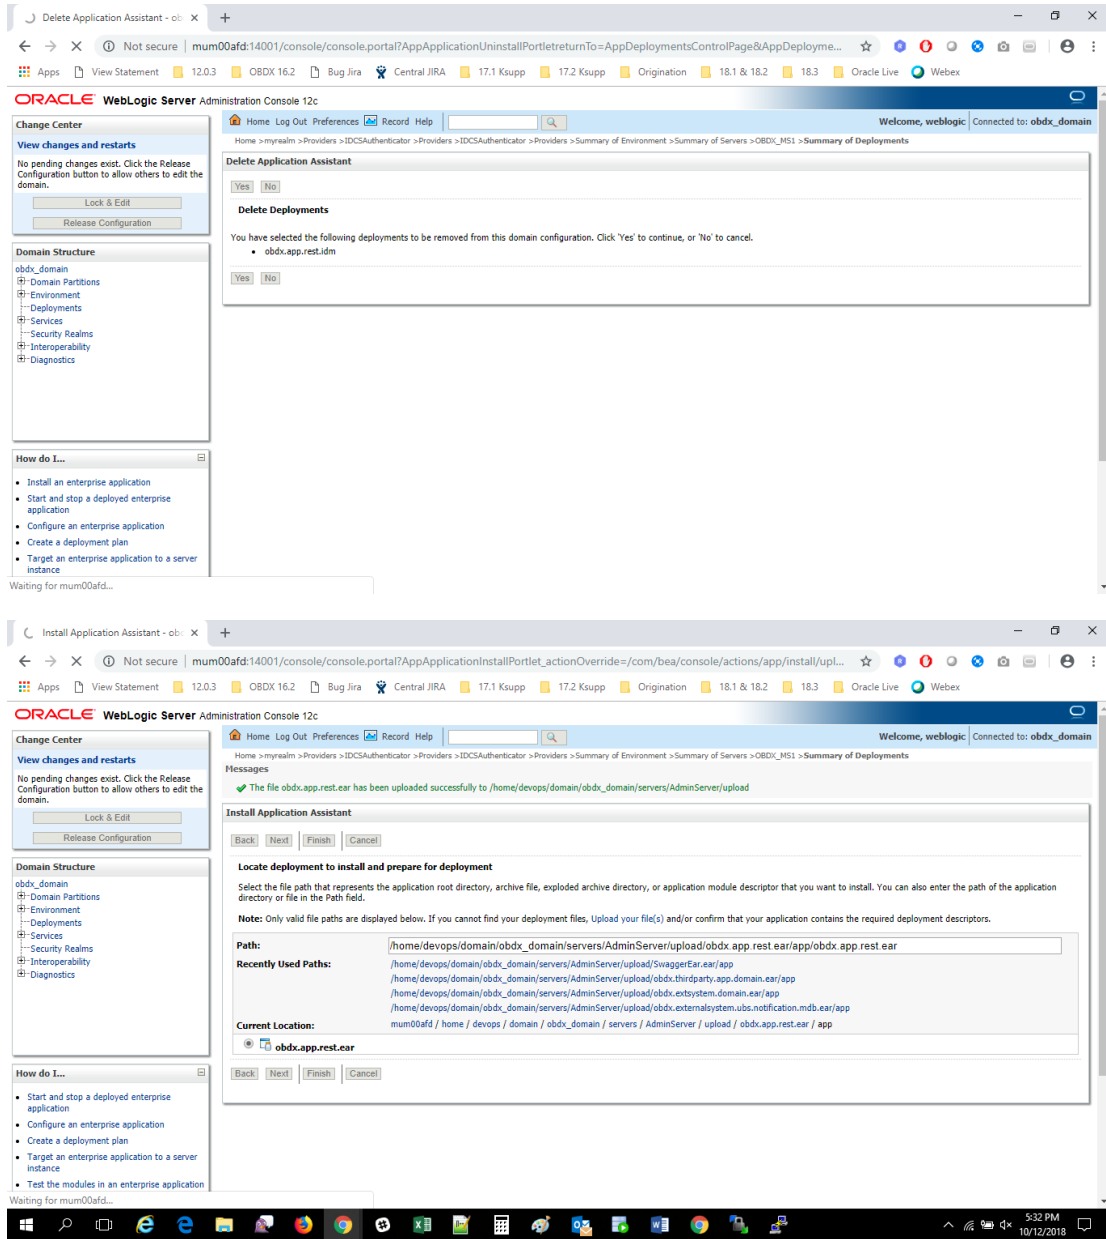 Delete Application Assistant - ob
Not secure | mum00afd:14001/console/console.portal?AppApplicationUninstallPortletreturnTo=AppDeploymentsControlPage&AppDeployme...
Apps View Statement 12.0.3 OBDX 16.2 Bug Jira Central JIRA 17.1 Ksupp 17.2 Ksupp Origination 18.1 & 18.2 18.3 Oracle Live Webex
ORACLE WebLogic Server Administration Console 12c
Change Center
View changes and restarts
No pending changes exist. Click the Release
Configuration button to allow others to edit the
domain.
Lock & Edit
Release Configuration
Domain Structure
obdx_domain
Domain Partitions
Environment
Deployments
Services
Security Realms
Interoperability
Diagnostics
How do I...
• Install an enterprise application
• Start and stop a deployed enterprise
application
• Configure an enterprise application
• Create a deployment plan
• Target an enterprise application to a server
instance
Waiting for mum00afd...
Home Log Out Preferences Record Help
Welcome, weblogic Connected to: obdx_domain
Home >myrealm >Providers >IDCSAuthenticator >Providers >IDCSAuthenticator >Providers >Summary of Environment >Summary of Servers >OBDX_MS1 >Summary of Deployments
Delete Application Assistant
Yes No
Delete Deployments
You have selected the following deployments to be removed from this domain configuration. Click 'Yes' to continue, or 'No' to cancel.
• obdx.app.rest.idm
Yes No
Install Application Assistant - ob
Not secure | mum00afd:14001/console/console.portal?AppApplicationInstallPortlet_actionOverride=/com/bea/console/actions/app/install/upl...
Apps View Statement 12.0.3 OBDX 16.2 Bug Jira Central JIRA 17.1 Ksupp 17.2 Ksupp Origination 18.1 & 18.2 18.3 Oracle Live Webex
ORACLE WebLogic Server Administration Console 12c
Change Center
View changes and restarts
No pending changes exist. Click the Release
Configuration button to allow others to edit the
domain.
Lock & Edit
Release Configuration
Domain Structure
obdx_domain
Domain Partitions
Environment
Deployments
Services
Security Realms
Interoperability
Diagnostics
How do I...
• Start and stop a deployed enterprise
application
• Configure an enterprise application
• Create a deployment plan
• Target an enterprise application to a server
instance
• Test the modules in an enterprise application
Waiting for mum00afd...
Home Log Out Preferences Record Help
Welcome, weblogic Connected to: obdx_domain
Home >myrealm >Providers >IDCSAuthenticator >Providers >IDCSAuthenticator >Providers >Summary of Environment >Summary of Servers >OBDX_MS1 >Summary of Deployments
Messages
The file obdx.app.rest.ear has been uploaded successfully to /home/devops/domain/obdx_domain/servers/AdminServer/upload
Install Application Assistant
Back Next Finish Cancel
Locate deployment to install and prepare for deployment
Select the file path that represents the application root directory, archive file, exploded archive directory, or application module descriptor that you want to install. You can also enter the path of the application
directory or file in the Path field.
Note: Only valid file paths are displayed below. If you cannot find your deployment files, Upload your file(s) and/or confirm that your application contains the required deployment descriptors.
Path: /home/devops/domain/obdx_domain/servers/AdminServer/upload/obdx.app.rest.ear/app/obdx.app.rest.ear
Recently Used Paths: /home/devops/domain/obdx_domain/servers/AdminServer/upload/SwaggerEar.ear/app
/home/devops/domain/obdx_domain/servers/AdminServer/upload/obdx.thirdparty.app.domain.ear/app
/home/devops/domain/obdx_domain/servers/AdminServer/upload/obdx.extsystem.domain.ear/app
/home/devops/domain/obdx_domain/servers/AdminServer/upload/obdx.externalsystem.ubs.notification.mdb.ear/app
Current Location: mum00afd / home / devops / domain / obdx_domain / servers / AdminServer / upload / obdx.app.rest.ear / app
obdx.app.rest.ear
Back Next Finish Cancel
5:32 PM
10/12/2018